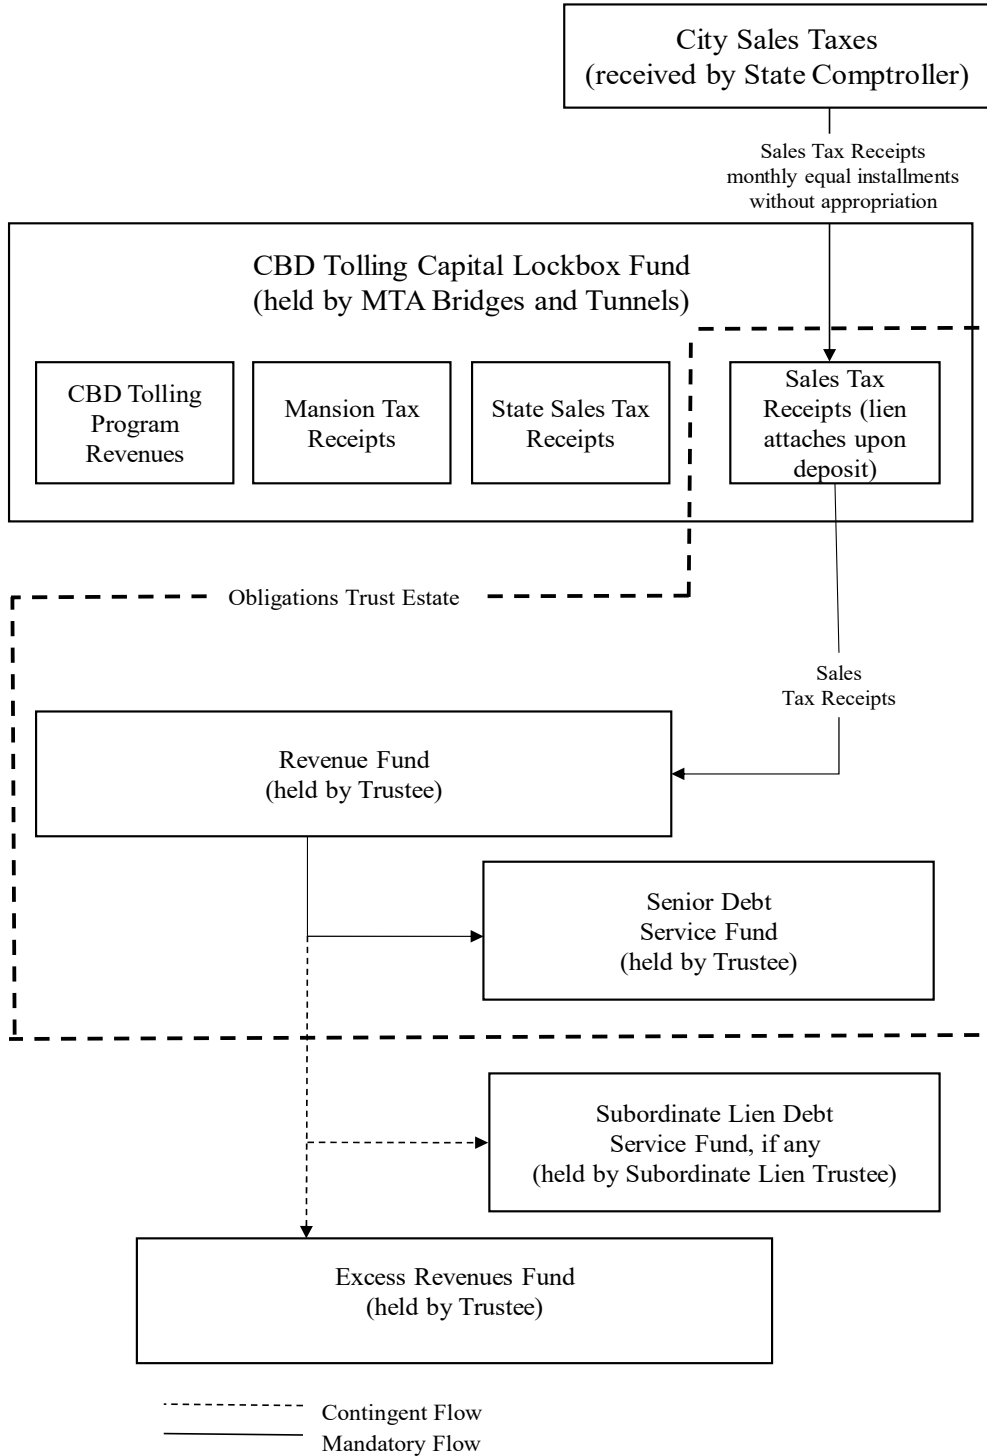 City Sales Taxes
(received by State Comptroller)
Sales Tax Receipts
monthly equal installments
without appropriation
CBD Tolling Capital Lockbox Fund
(held by MTA Bridges and Tunnels)
CBD Tolling
Program
Revenues
Mansion Tax
Receipts
State Sales Tax
Receipts
Sales Tax
Receipts (lien
attaches upon
deposit)
Obligations Trust Estate
Sales
Tax Receipts
Revenue Fund
(held by Trustee)
Senior Debt
Service Fund
(held by Trustee)
Subordinate Lien Debt
Service Fund, if any
(held by Subordinate Lien Trustee)
Excess Revenues Fund
(held by Trustee)
Contingent Flow
Mandatory Flow